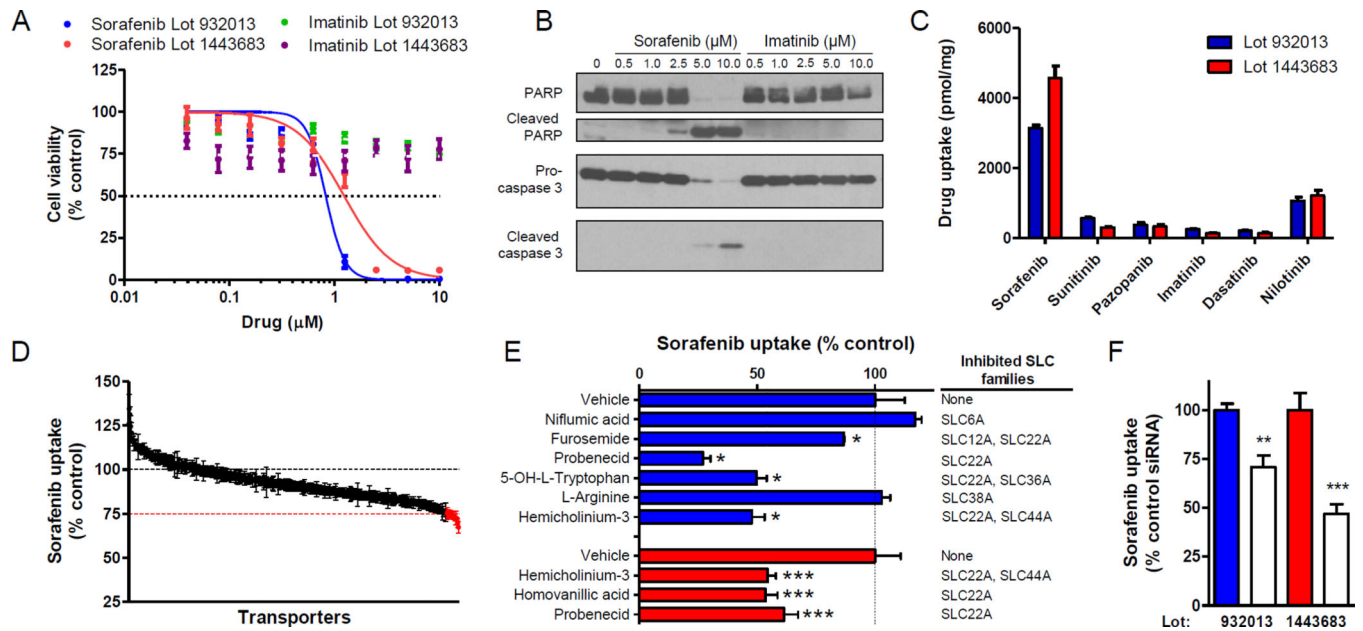 A
Sorafenib Lot 932013
Imatinib Lot 932013
Sorafenib Lot 1443683
Imatinib Lot 1443683
Cell viability
(% control)
125
100
75
50
25
0
0.01
0.1
1
10
Drug (μM)
B
Sorafenib (μM)
Imatinib (μM)
0
0.5
1.0
2.5
5.0
10.0
0.5
1.0
2.5
5.0
10.0
PARP
Cleaved
PARP
Pro-
caspase 3
Cleaved
caspase 3
C
Lot 932013
Lot 1443683
Drug uptake (pmol/mg)
6000
4000
2000
0
Sorafenib
Sunitinib
Pazopanib
Imatinib
Dasatinib
Nilotinib
D
Sorafenib uptake
(% control)
150
125
100
75
50
25
Transporters
E
Sorafenib uptake (% control)
0
50
100
Inhibited SLC
families
Vehicle
None
Niflumic acid
SLC6A
Furosemide
*
SLC12A, SLC22A
Probenecid
*
SLC22A
5-OH-L-Tryptophan
*
SLC22A, SLC36A
L-Arginine
SLC38A
Hemicholinium-3
*
SLC22A, SLC44A
Vehicle
None
Hemicholinium-3
***
SLC22A, SLC44A
Homovanillic acid
***
SLC22A
Probenecid
***
SLC22A
F
Sorafenib uptake
(% control siRNA)
100
75
50
25
0
**
***
Lot:
932013
1443683